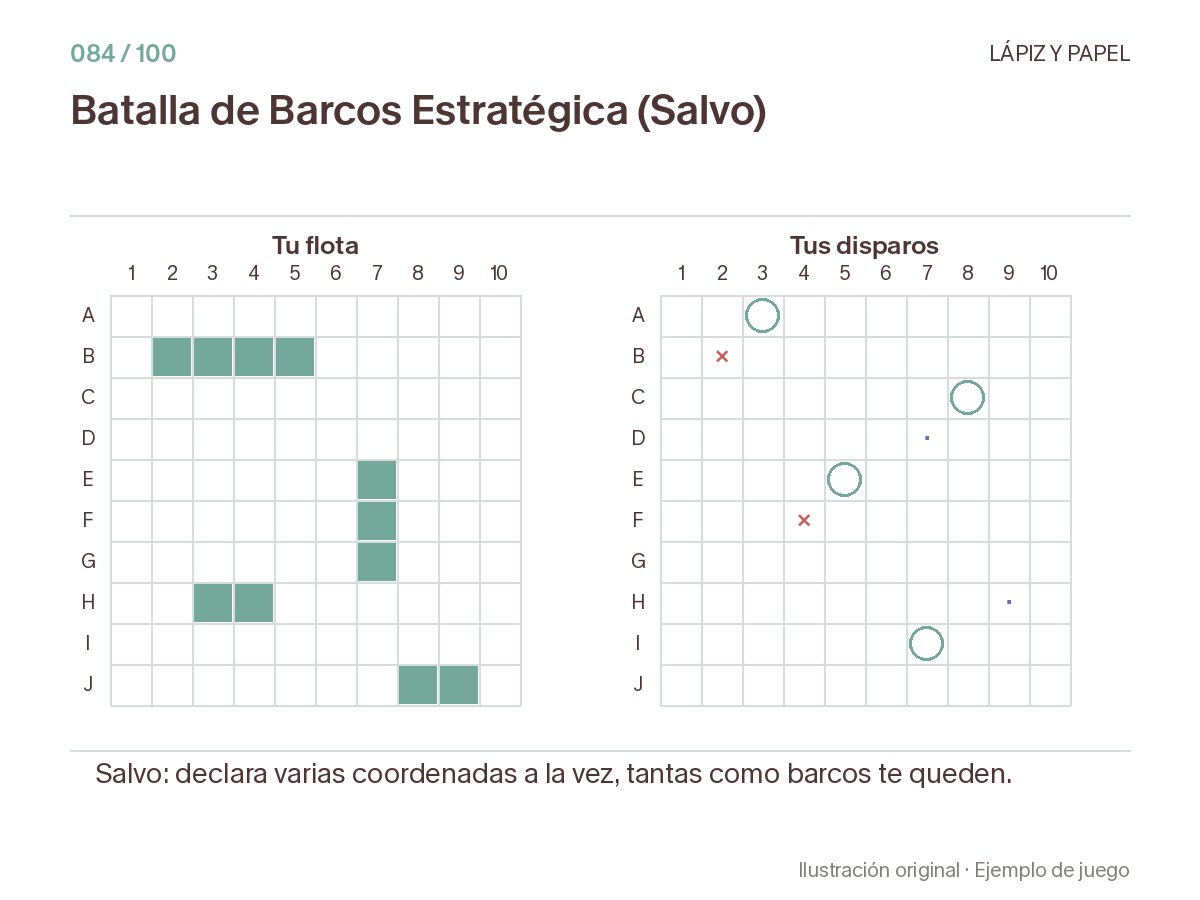 084 / 100
LÁPIZ Y PAPEL
Batalla de Barcos Estratégica (Salvo)
Tu flota
1 2 3 4 5 6 7 8 9 10
A
B
C
D
E
F
G
H
I
J
Tus disparos
1 2 3 4 5 6 7 8 9 10
A
B
C
D
E
F
G
H
I
J
Salvo: declara varias coordenadas a la vez, tantas como barcos te queden.
Ilustración original · Ejemplo de juego